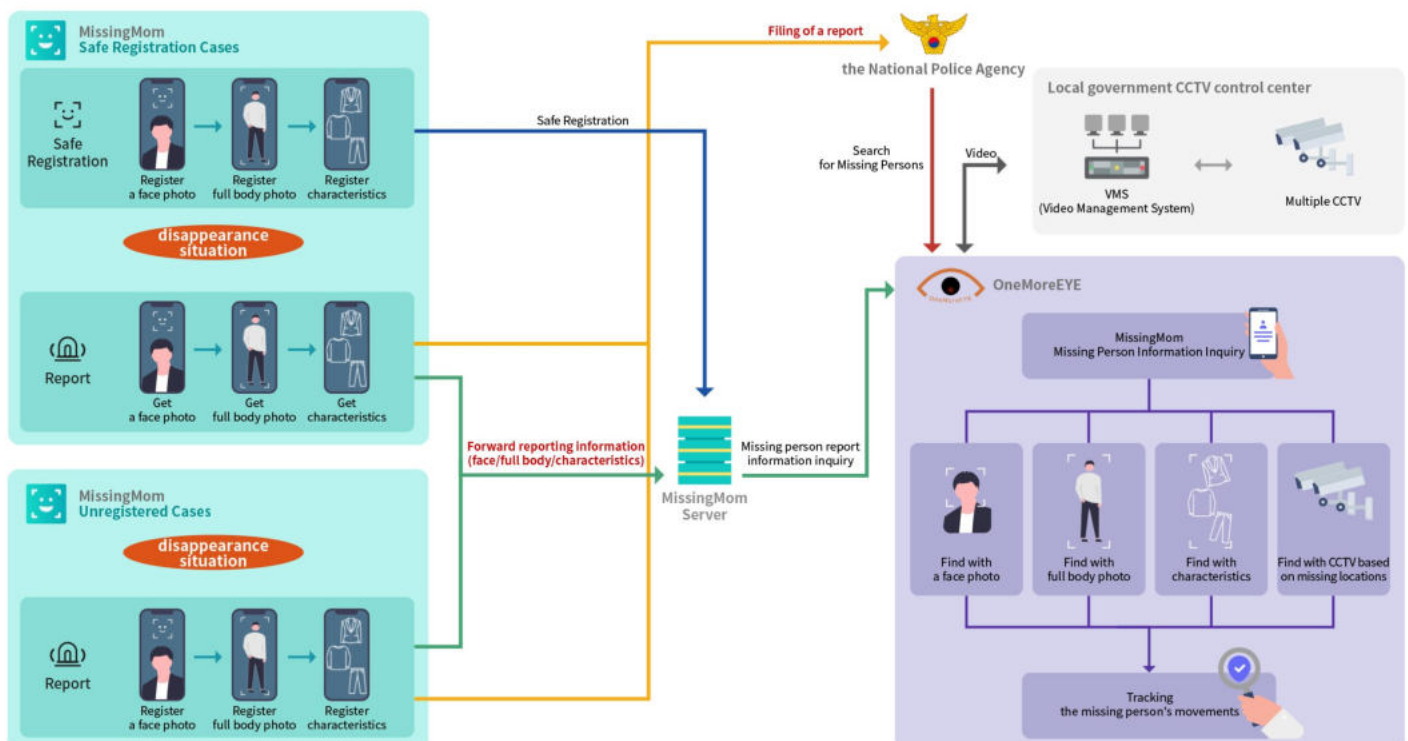 MissingMom
Safe Registration Cases
Safe
Registration
Register
a face photo
Register
full body photo
Register
characteristics
disappearance
situation
Report
Get
a face photo
Get
full body photo
Get
characteristics
MissingMom
Unregistered Cases
disappearance
situation
Report
Register
a face photo
Register
full body photo
Register
characteristics
Filing of a report
the National Police Agency
Safe Registration
Search
for Missing Persons
Video
Local government CCTV control center
VMS
(Video Management System)
Multiple CCTV
Forward reporting information
(face/full body/characteristics)
MissingMom
Server
Missing person report
information inquiry
OneMoreEYE
MissingMom
Missing Person Information Inquiry
Find with
a face photo
Find with
full body photo
Find with
characteristics
Find with CCTV based
on missing locations
Tracking
the missing person's movements